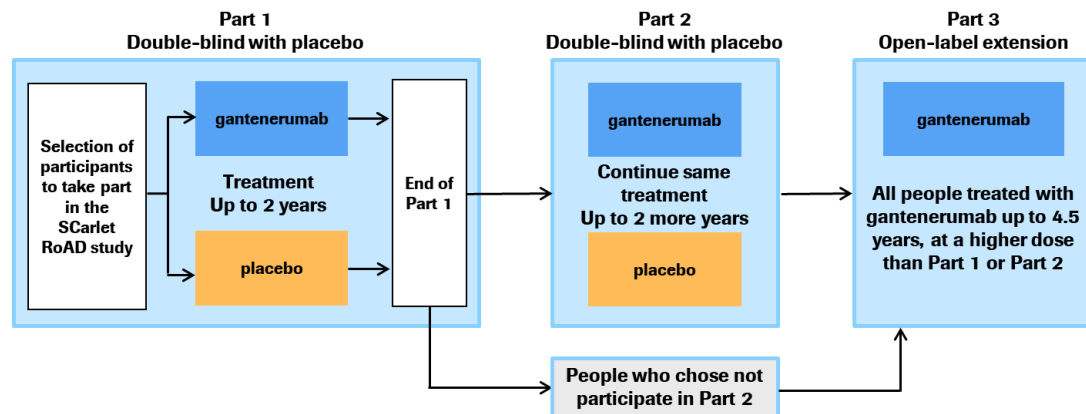 Part 1
Double-blind with placebo
Selection of
participants
to take part
in the
SCarlet
RoAD study
gantenerumab
Treatment
Up to 2 years
placebo
End of
Part 1
Part 2
Double-blind with placebo
gantenerumab
Continue same
treatment
Up to 2 more years
placebo
People who chose not
participate in Part 2
Part 3
Open-label extension
gantenerumab
All people treated with
gantenerumab up to 4.5
years, at a higher dose
than Part 1 or Part 2